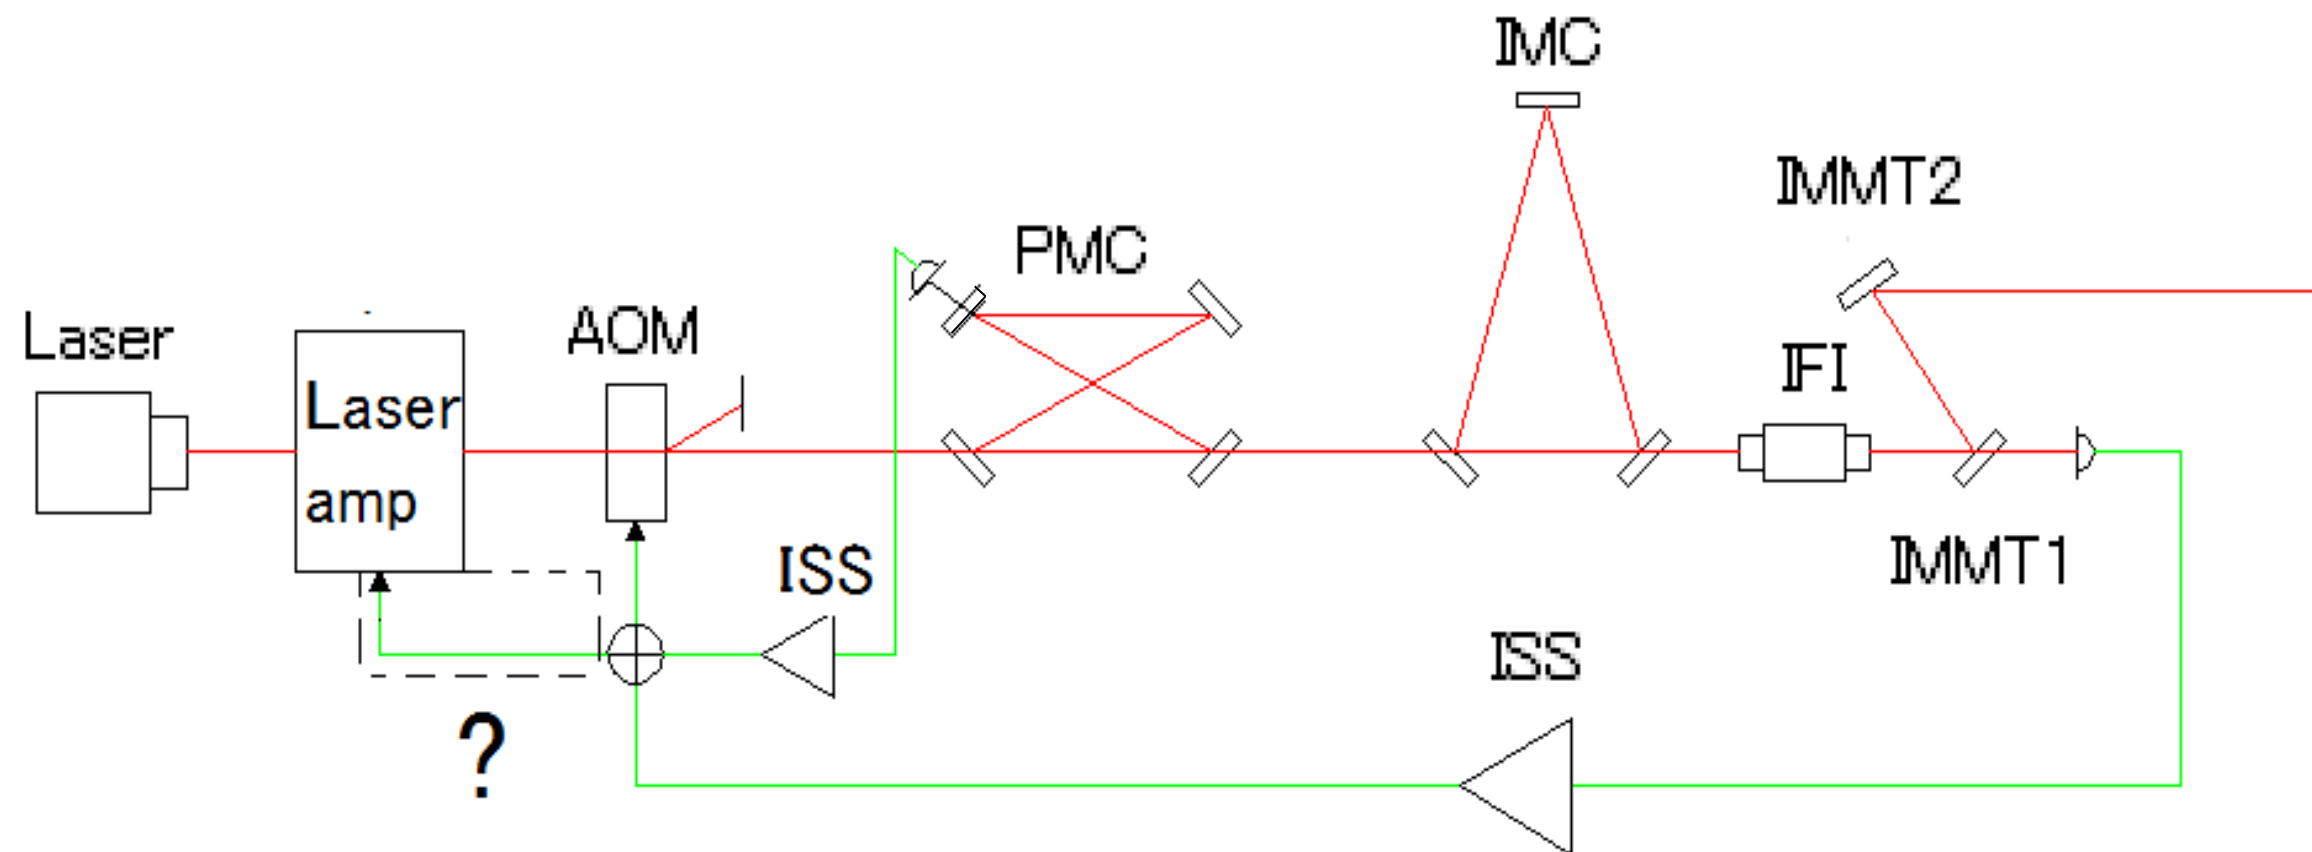 IMC
IMMT2
PMC
Laser
AOM
IFI
Laser
amp
ISS
IMMT1
ISS
?